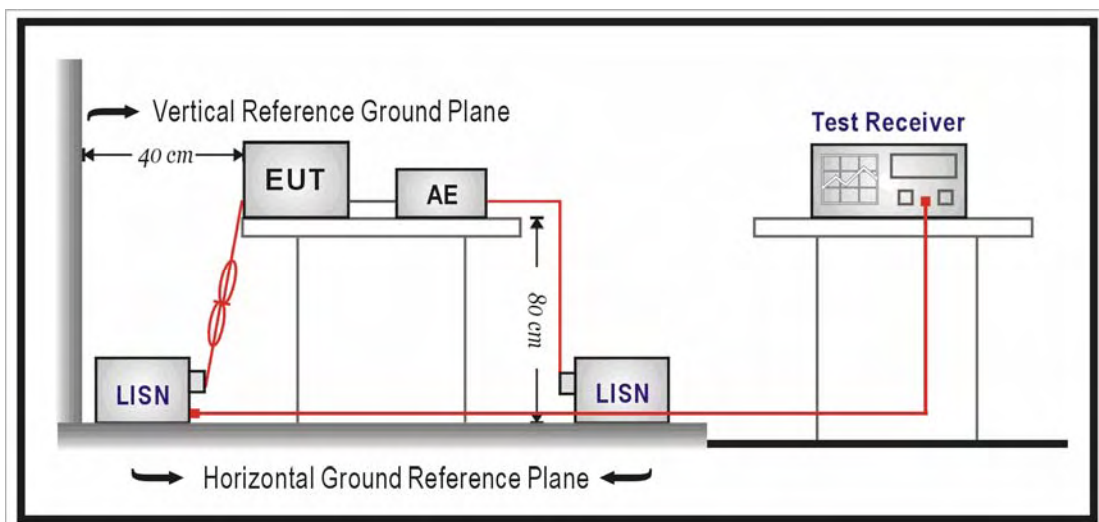 Vertical Reference Ground Plane
40 cm
EUT
AE
Test Receiver
80 cm
LISN
LISN
Horizontal Ground Reference Plane